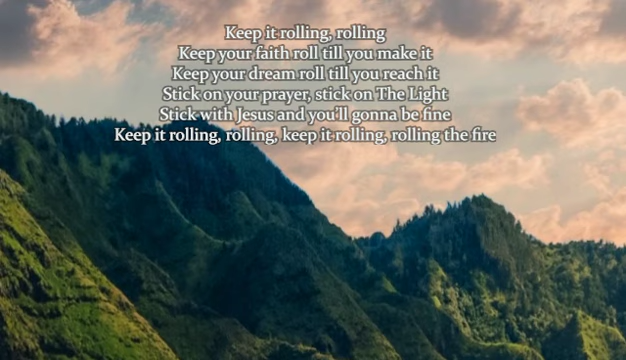 Keep it rolling, rolling
Keep your faith roll till you make it
Keep your dream roll till you reach it
Stick on your prayer, stick on The Light
Stick with Jesus and you'll gonna be fine
Keep it rolling, rolling, keep it rolling, rolling the fire